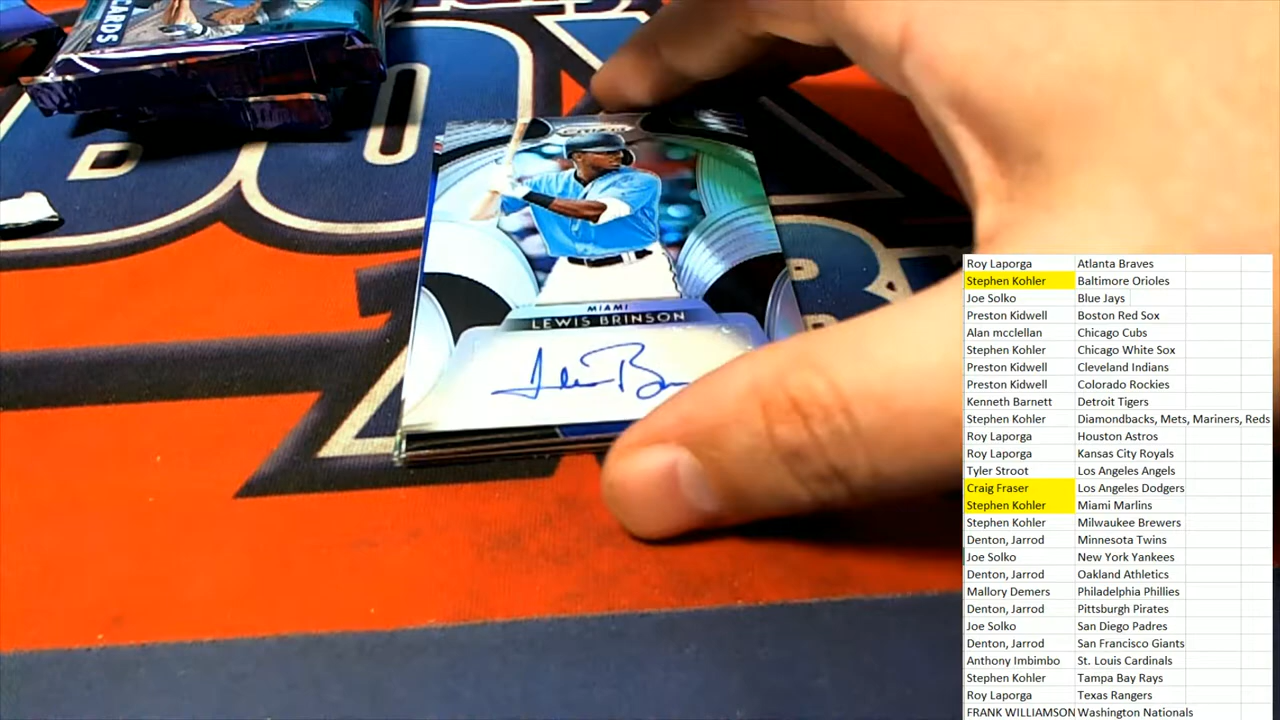 CARDS
MIAMI
LEWIS BRINSON
Roy Laporga Atlanta Braves
Stephen Kohler Baltimore Orioles
Joe Solko Blue Jays
Preston Kidwell Boston Red Sox
Alan mcclellan Chicago Cubs
Stephen Kohler Chicago White Sox
Preston Kidwell Cleveland Indians
Preston Kidwell Colorado Rockies
Kenneth Barnett Detroit Tigers
Stephen Kohler Diamondbacks, Mets, Mariners, Reds
Roy Laporga Houston Astros
Roy Laporga Kansas City Royals
Tyler Stroot Los Angeles Angels
Craig Fraser Los Angeles Dodgers
Stephen Kohler Miami Marlins
Stephen Kohler Milwaukee Brewers
Denton, Jarrod Minnesota Twins
Joe Solko New York Yankees
Denton, Jarrod Oakland Athletics
Mallory Demers Philadelphia Phillies
Denton, Jarrod Pittsburgh Pirates
Joe Solko San Diego Padres
Denton, Jarrod San Francisco Giants
Anthony Imbimbo St. Louis Cardinals
Stephen Kohler Tampa Bay Rays
Roy Laporga Texas Rangers
FRANK WILLIAMSON Washington Nationals